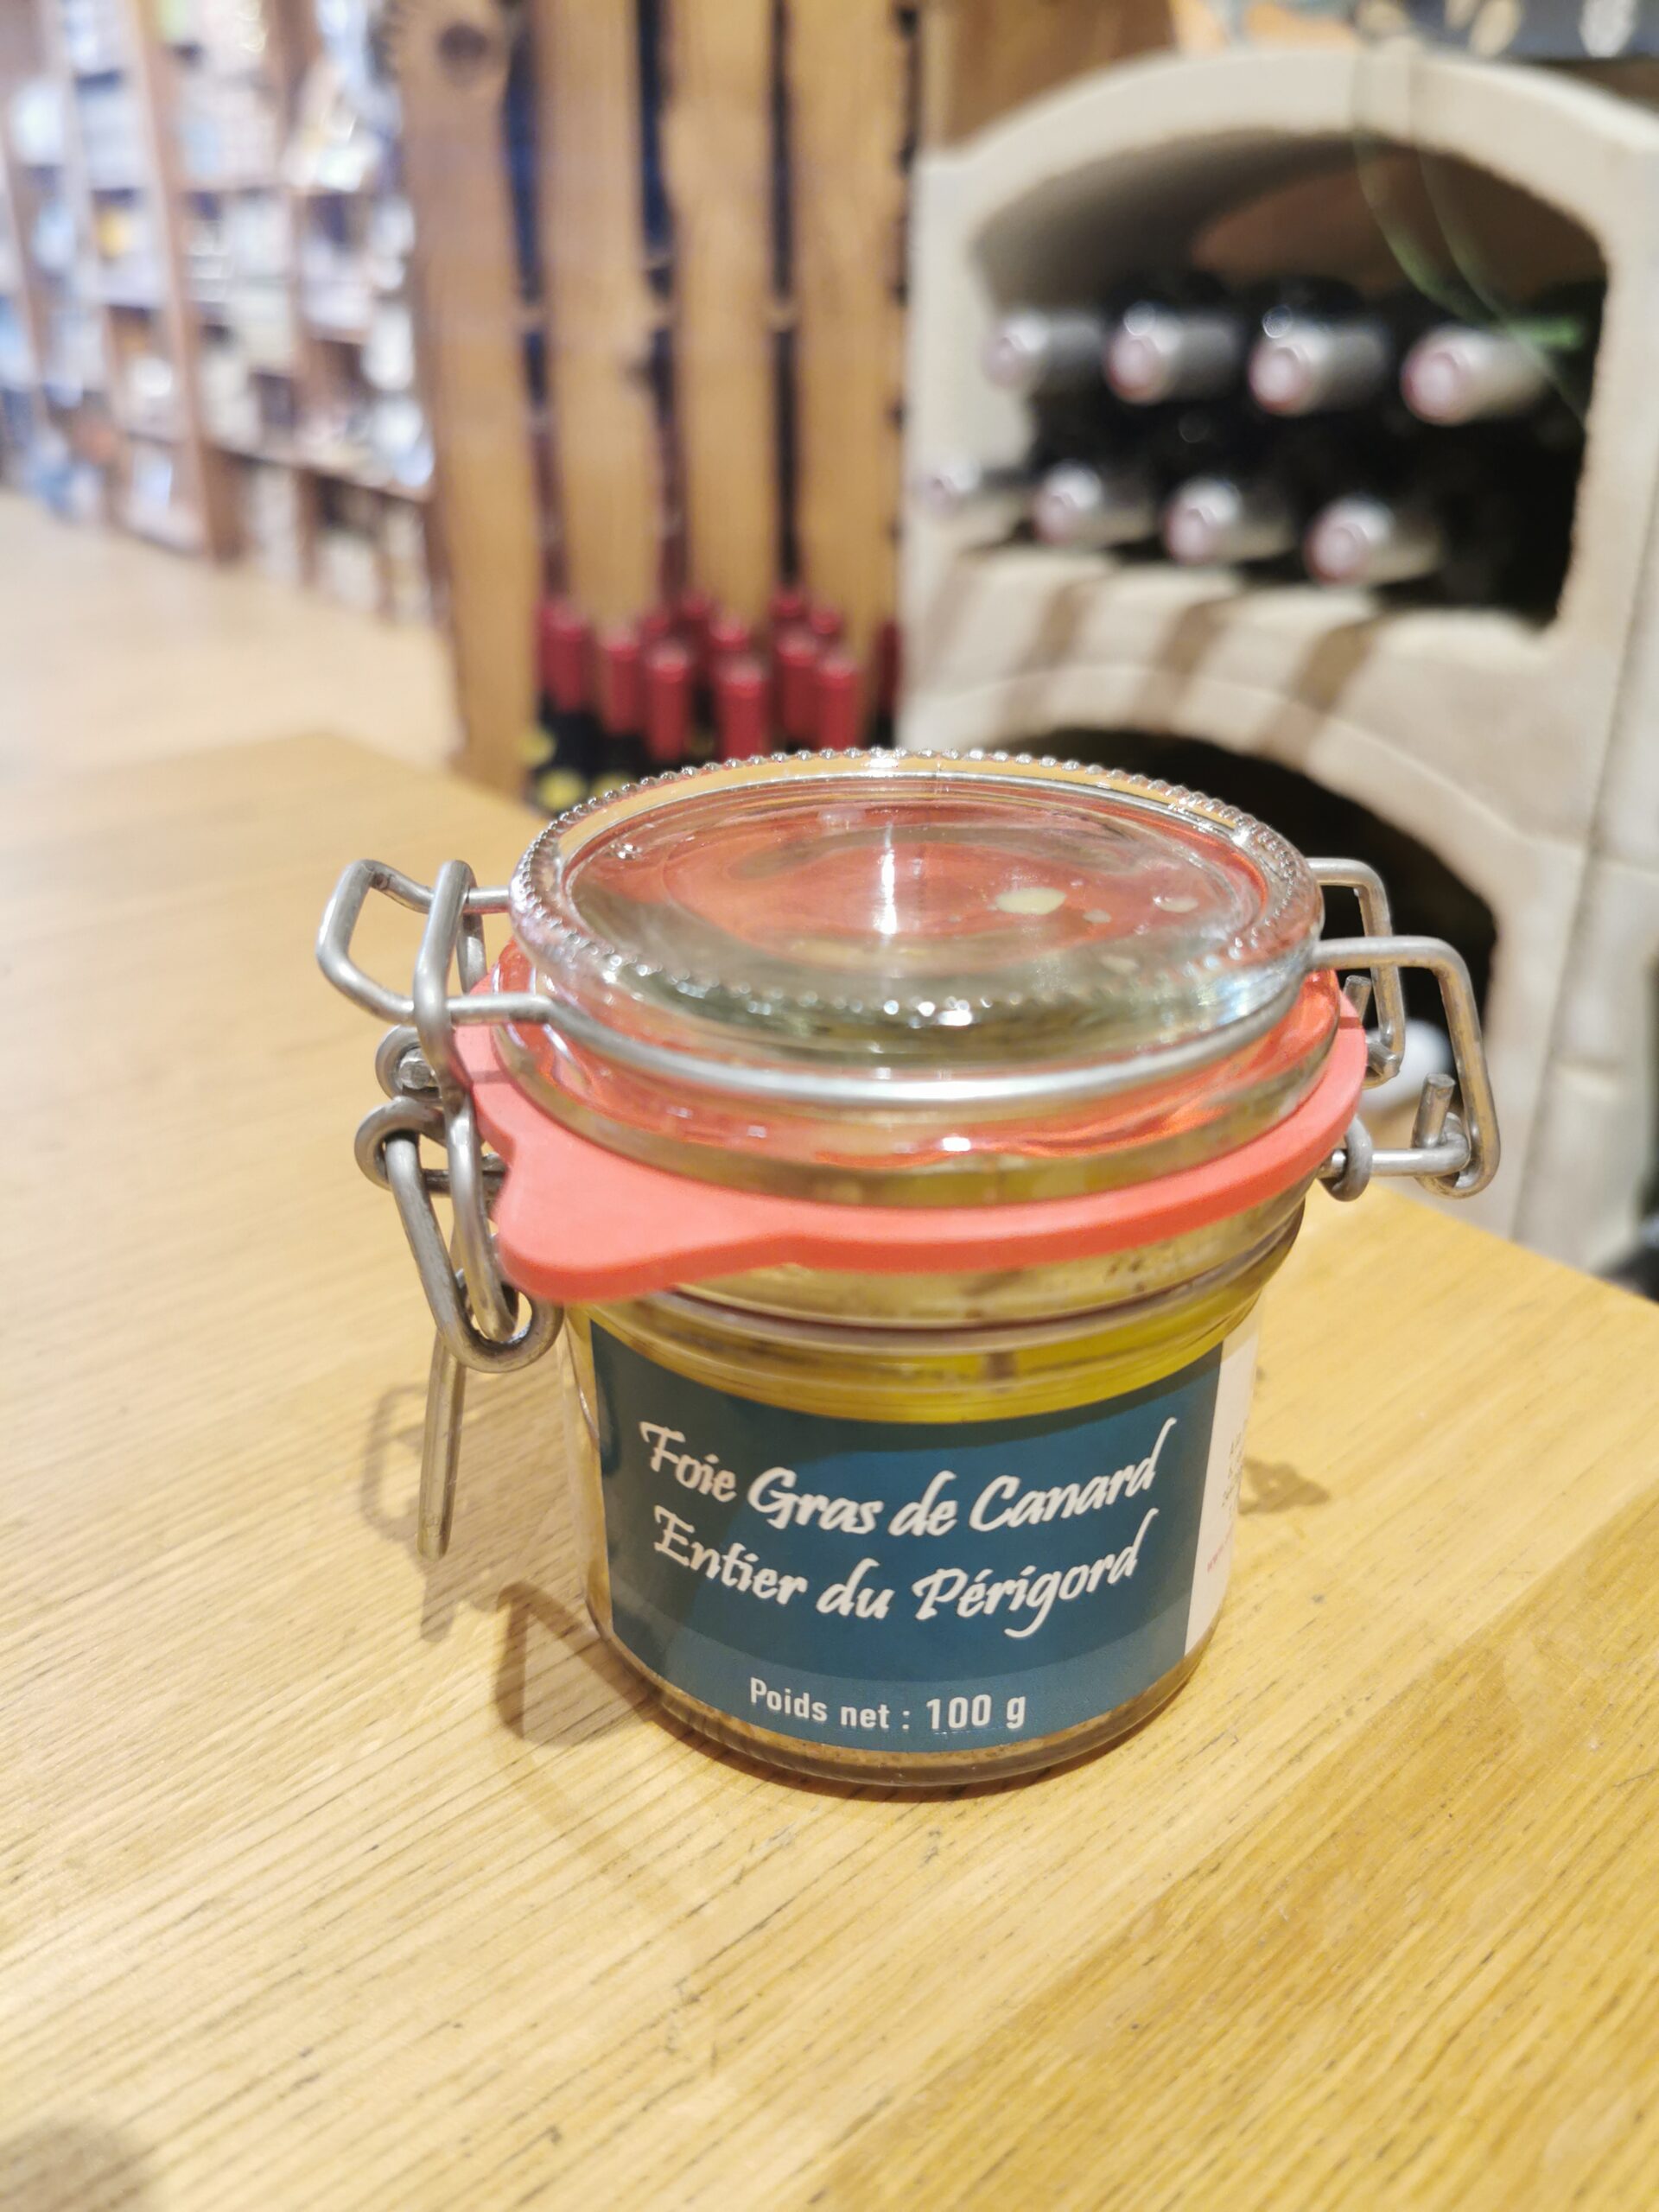 Foie Gras de Canard
Entier du Périgord
Poids net : 100 g